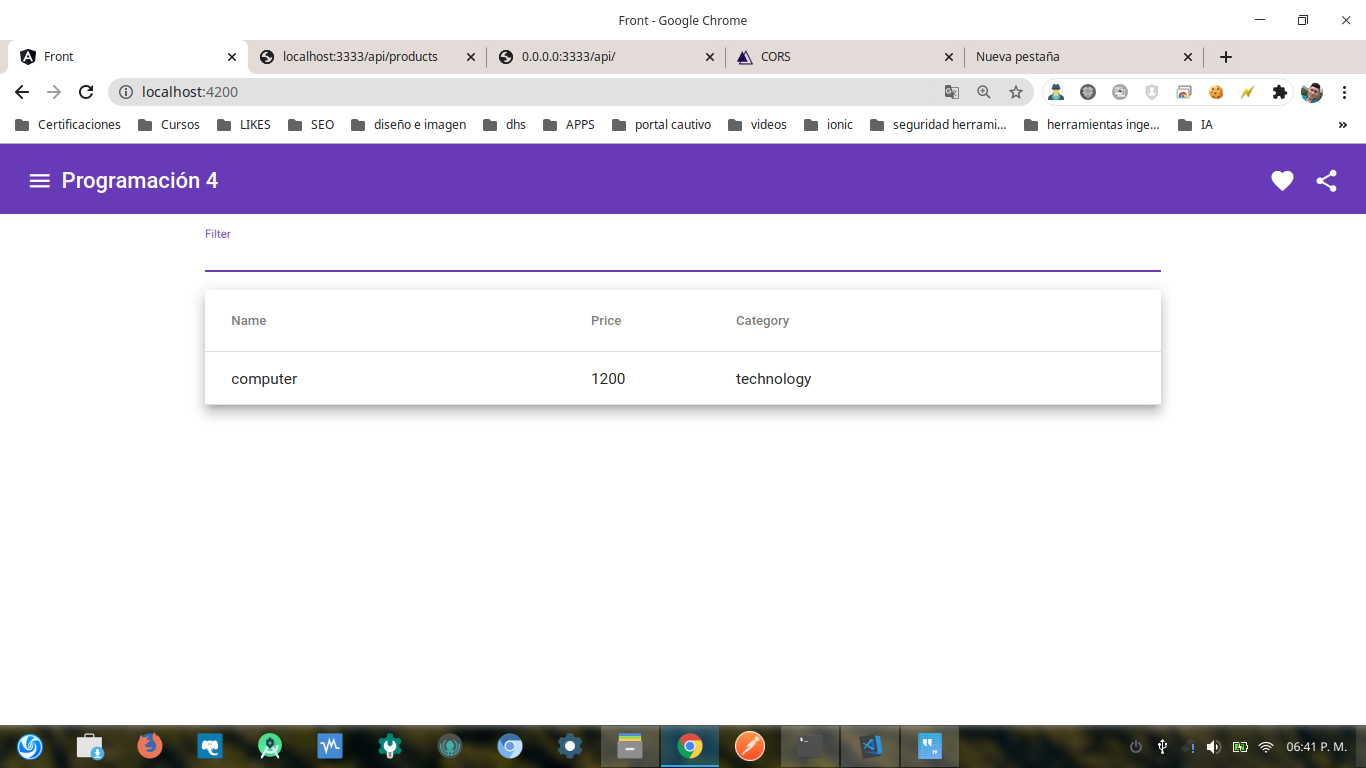 Front - Google Chrome
Front
localhost:3333/api/products
0.0.0.0:3333/api/
CORS
Nueva pestaña
localhost:4200
Certificaciones
Cursos
LIKES
SEO
diseño e imagen
dhs
APPS
portal cautivo
videos
ionic
seguridad herrami...
herramientas inge...
IA
Programación 4
Filter
Name Price Category
computer 1200 technology
06:41 P. M.